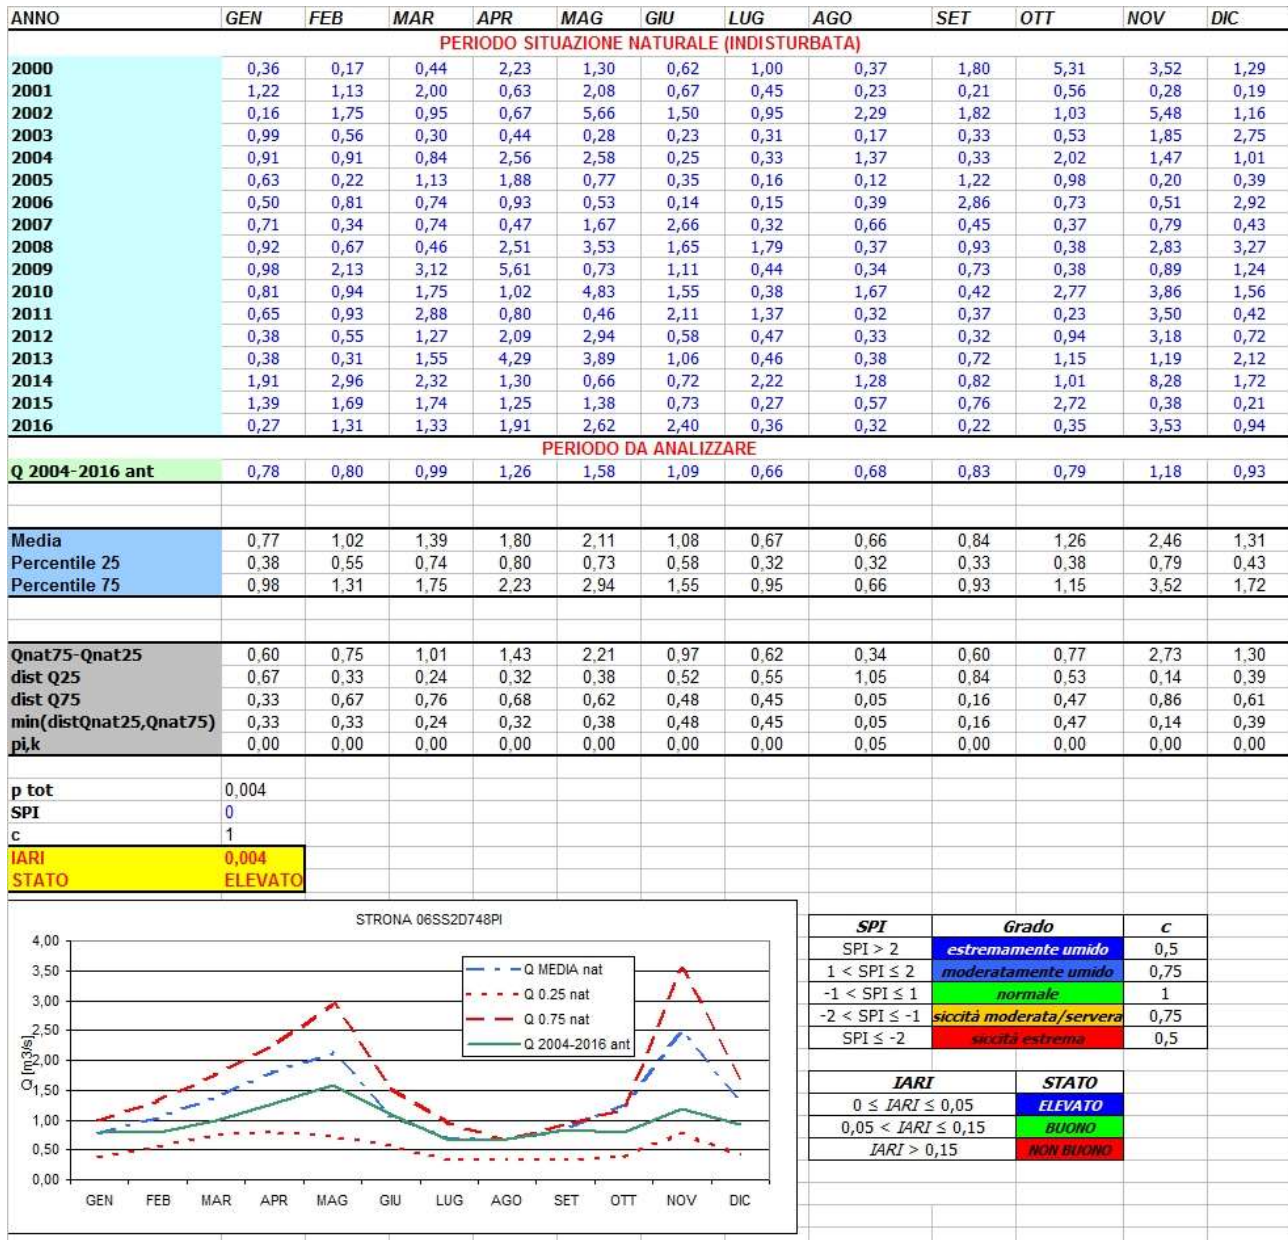 ANNO GEN FEB MAR APR MAG GIU LUG AGO SET OTT NOV DIC
PERIODO SITUAZIONE NATURALE (INDISTURBATA)
2000 0,36 0,17 0,44 2,23 1,30 0,62 1,00 0,37 1,80 5,31 3,52 1,29
2001 1,22 1,13 2,00 0,63 2,08 0,67 0,45 0,23 0,21 0,56 0,28 0,19
2002 0,16 1,75 0,95 0,67 5,66 1,50 0,95 2,29 1,82 1,03 5,48 1,16
2003 0,99 0,56 0,30 0,44 0,28 0,23 0,31 0,17 0,33 0,53 1,85 2,75
2004 0,91 0,91 0,84 2,56 2,58 0,25 0,33 1,37 0,33 2,02 1,47 1,01
2005 0,63 0,22 1,13 1,88 0,77 0,35 0,16 0,12 1,22 0,98 0,20 0,39
2006 0,50 0,81 0,74 0,93 0,53 0,14 0,15 0,39 2,86 0,73 0,51 2,92
2007 0,71 0,34 0,74 0,47 1,67 2,66 0,32 0,66 0,45 0,37 0,79 0,43
2008 0,92 0,67 0,46 2,51 3,53 1,65 1,79 0,37 0,93 0,38 2,83 3,27
2009 0,98 2,13 3,12 5,61 0,73 1,11 0,44 0,34 0,73 0,38 0,89 1,24
2010 0,81 0,94 1,75 1,02 4,83 1,55 0,38 1,67 0,42 2,77 3,86 1,56
2011 0,65 0,93 2,88 0,80 0,46 2,11 1,37 0,32 0,37 0,23 3,50 0,42
2012 0,38 0,55 1,27 2,09 2,94 0,58 0,47 0,33 0,32 0,94 3,18 0,72
2013 0,38 0,31 1,55 4,29 3,89 1,06 0,46 0,38 0,72 1,15 1,19 2,12
2014 1,91 2,96 2,32 1,30 0,66 0,72 2,22 1,28 0,82 1,01 8,28 1,72
2015 1,39 1,69 1,74 1,25 1,38 0,73 0,27 0,57 0,76 2,72 0,38 0,21
2016 0,27 1,31 1,33 1,91 2,62 2,40 0,36 0,32 0,22 0,35 3,53 0,94
PERIODO DA ANALIZZARE
Q 2004-2016 ant 0,78 0,80 0,99 1,26 1,58 1,09 0,66 0,68 0,83 0,79 1,18 0,93
Media 0,77 1,02 1,39 1,80 2,11 1,08 0,67 0,66 0,84 1,26 2,46 1,31
Percentile 25 0,38 0,55 0,74 0,80 0,73 0,58 0,32 0,32 0,33 0,38 0,79 0,43
Percentile 75 0,98 1,31 1,75 2,23 2,94 1,55 0,95 0,66 0,93 1,15 3,52 1,72
Qnat75-Qnat25 0,60 0,75 1,01 1,43 2,21 0,97 0,62 0,34 0,60 0,77 2,73 1,30
dist Q25 0,67 0,33 0,24 0,32 0,38 0,52 0,55 1,05 0,84 0,53 0,14 0,39
dist Q75 0,33 0,67 0,76 0,68 0,62 0,48 0,45 0,05 0,16 0,47 0,86 0,61
min(distQnat25,Qnat75) 0,33 0,33 0,24 0,32 0,38 0,48 0,45 0,05 0,16 0,47 0,14 0,39
pi,k 0,00 0,00 0,00 0,00 0,00 0,00 0,00 0,05 0,00 0,00 0,00 0,00
p tot 0,004
SPI 0
c 1
IARI 0,004
STATO ELEVATO
STRONA 06SS2D748PI
Q [m3/s]
4,00
3,50
3,00
2,50
2,00
1,50
1,00
0,50
0,00
Q MEDIA nat
Q 0.25 nat
Q 0.75 nat
Q 2004-2016 ant
GEN FEB MAR APR MAG GIU LUG AGO SET OTT NOV DIC
SPI Grado c
SPI > 2 estremamente umido 0,5
1 < SPI ≤ 2 moderatamente umido 0,75
-1 < SPI ≤ 1 normale 1
-2 < SPI ≤ -1 siccità moderata/servera 0,75
SPI ≤ -2 siccità estrema 0,5
IARI STATO
0 ≤ IARI ≤ 0,05 ELEVATO
0,05 < IARI ≤ 0,15 BUONO
IARI > 0,15 NON BUONO